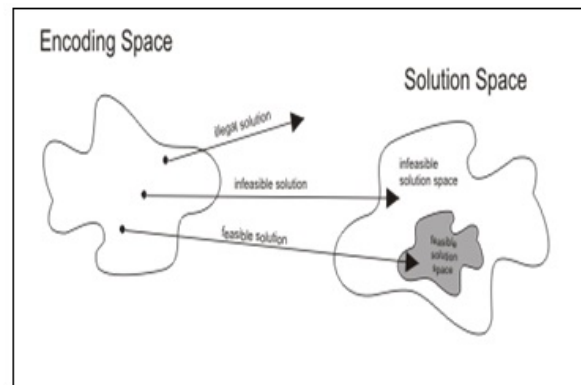 Encoding Space
Solution Space
illegal solution
infeasible
solution space
infeasible solution
feasible solution
feasible
solution
space